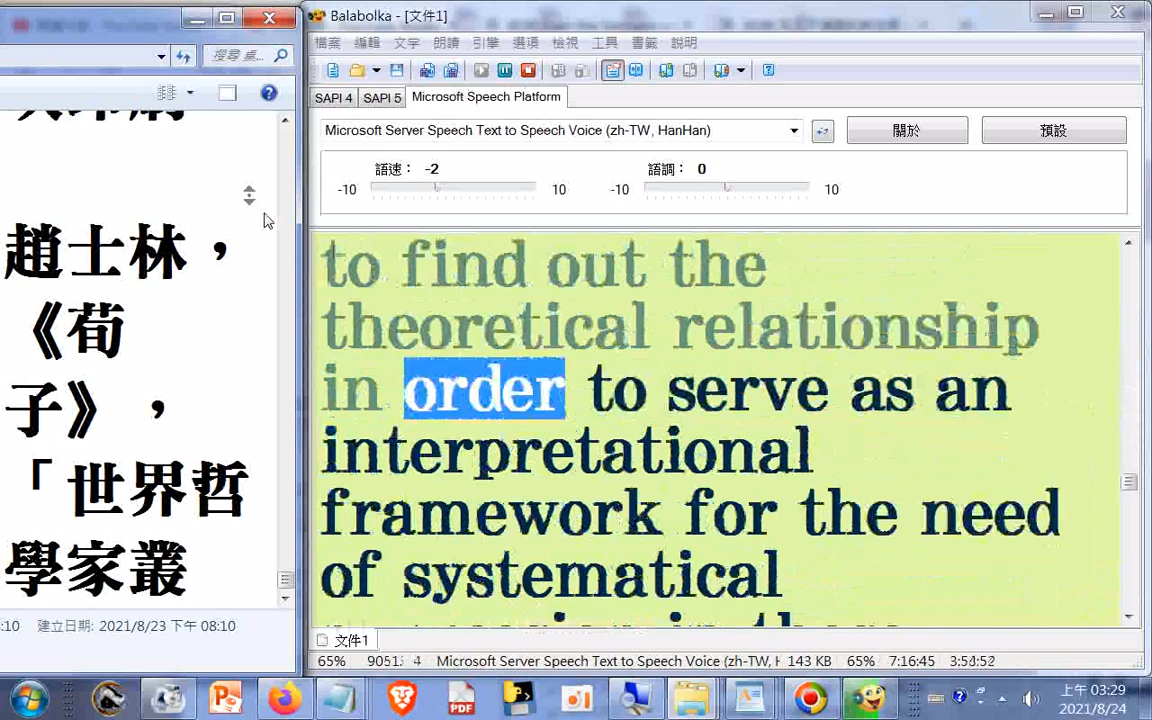 Balabolka - [文件1]
檔案 編輯 文字 朗讀 引擎 選項 檢視 工具 書籤 說明
搜尋 桌...
SAPI 4 SAPI 5 Microsoft Speech Platform
Microsoft Server Speech Text to Speech Voice (zh-TW, HanHan)
關於 預設
語速： -2 語調： 0
-10 10 -10 10
趙士林，
《荀
子》，
「世界哲
學家叢
:10 建立日期: 2021/8/23 下午 08:10
to find out the
theoretical relationship
in order to serve as an
interpretational
framework for the need
of systematical
文件1
65% Microsoft Server Speech Text to Speech Voice (zh-TW, H 143 KB 65% 7:16:45
PDF
上午 03:29
2021/8/24